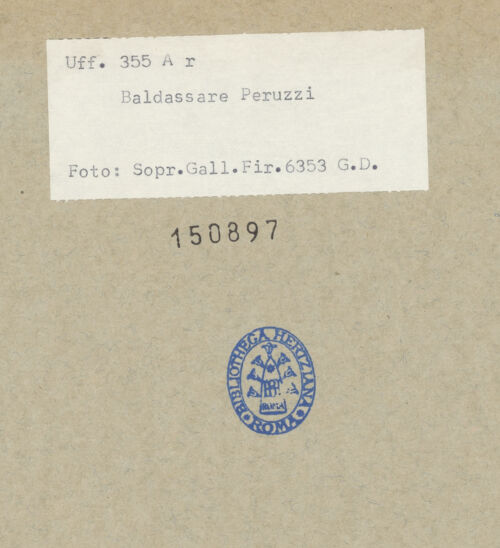 Uff. 355 A r
Baldassare Peruzzi
Foto: Sopr.Gall.Fir.6353 G.D.
150897
BIBLIOTHECA HERTZIANA
ROMA